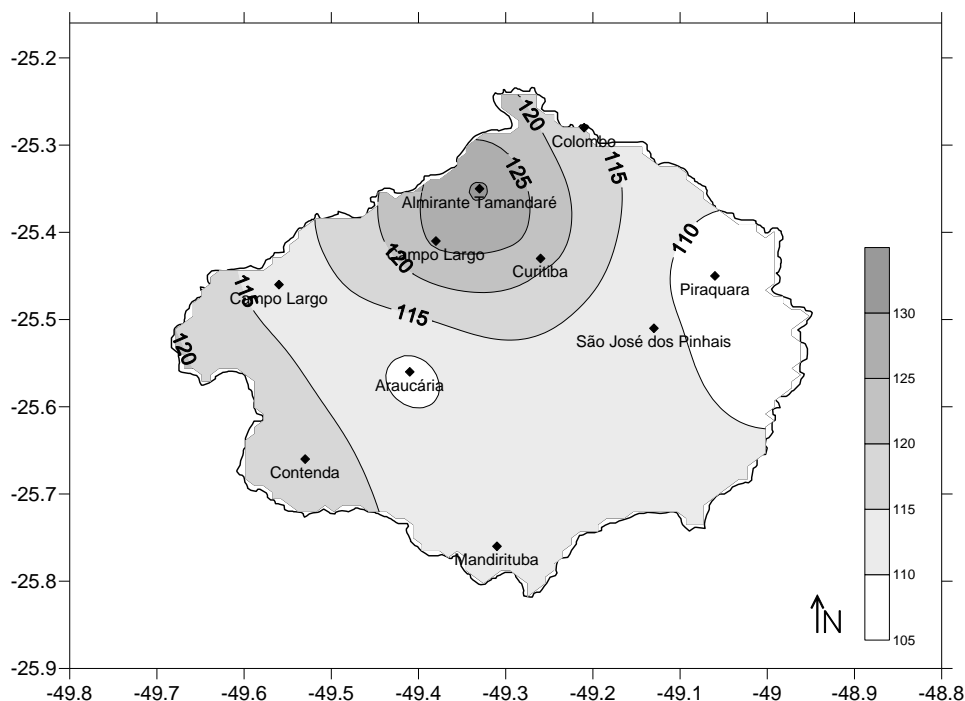 -25.2
120
-25.3
Colombo
125
115
Almirante Tamandaré
-25.4
110
Campo Largo
120
Curitiba
115
Campo Largo
Piraquara
-25.5
115
130
120
São José dos Pinhais
125
Araucária
-25.6
120
Contenda
-25.7
115
110
Mandirituba
-25.8
N
105
-25.9
-49.8 -49.7 -49.6 -49.5 -49.4 -49.3 -49.2 -49.1 -49 -48.9 -48.8